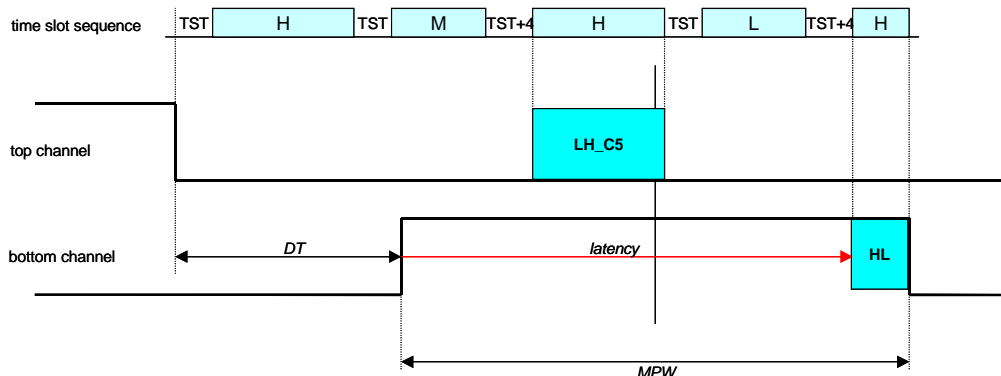 time slot sequence TST H TST M TST+4 H TST L TST+4 H
top channel LH_C5
bottom channel DT latency HL
MPW